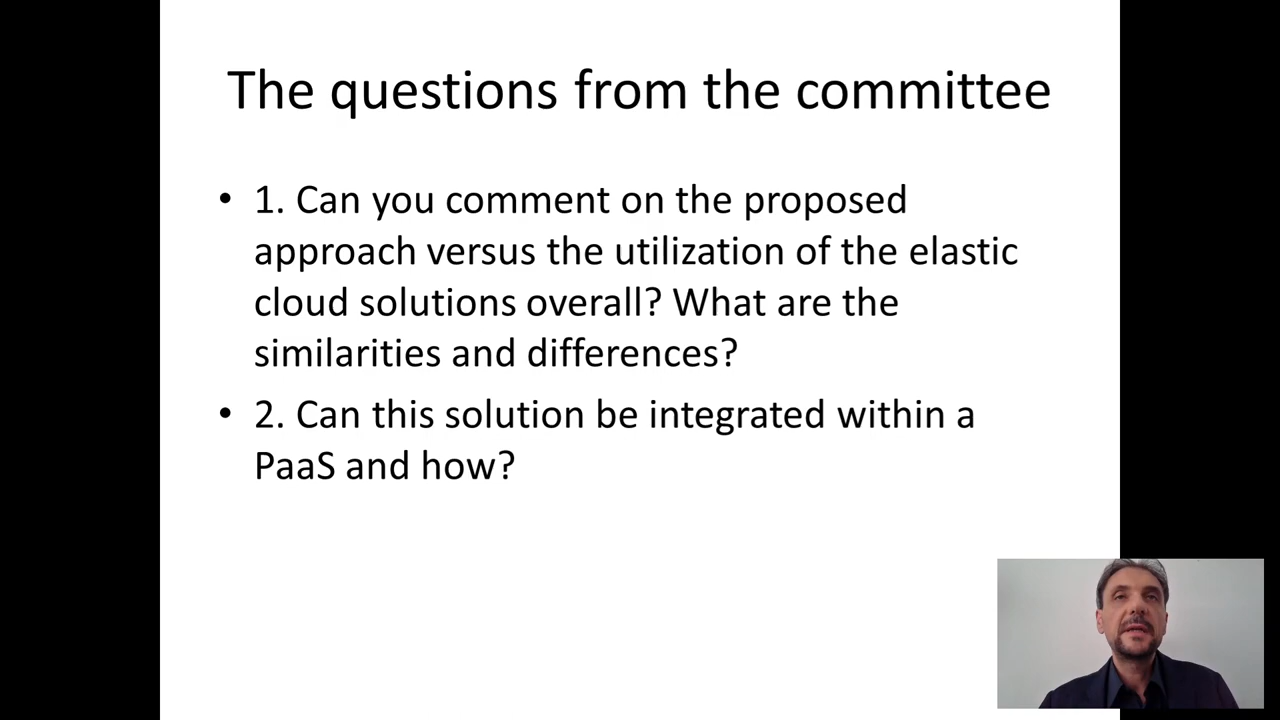 The questions from the committee
• 1. Can you comment on the proposed
approach versus the utilization of the elastic
cloud solutions overall? What are the
similarities and differences?
• 2. Can this solution be integrated within a
PaaS and how?